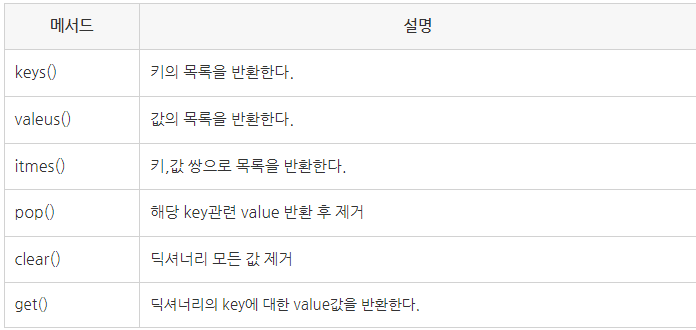 메서드 설명
keys() 키의 목록을 반환한다.
valeus() 값의 목록을 반환한다.
itmes() 키,값 쌍으로 목록을 반환한다.
pop() 해당 key관련 value 반환 후 제거
clear() 딕셔너리 모든 값 제거
get() 딕셔너리의 key에 대한 value값을 반환한다.